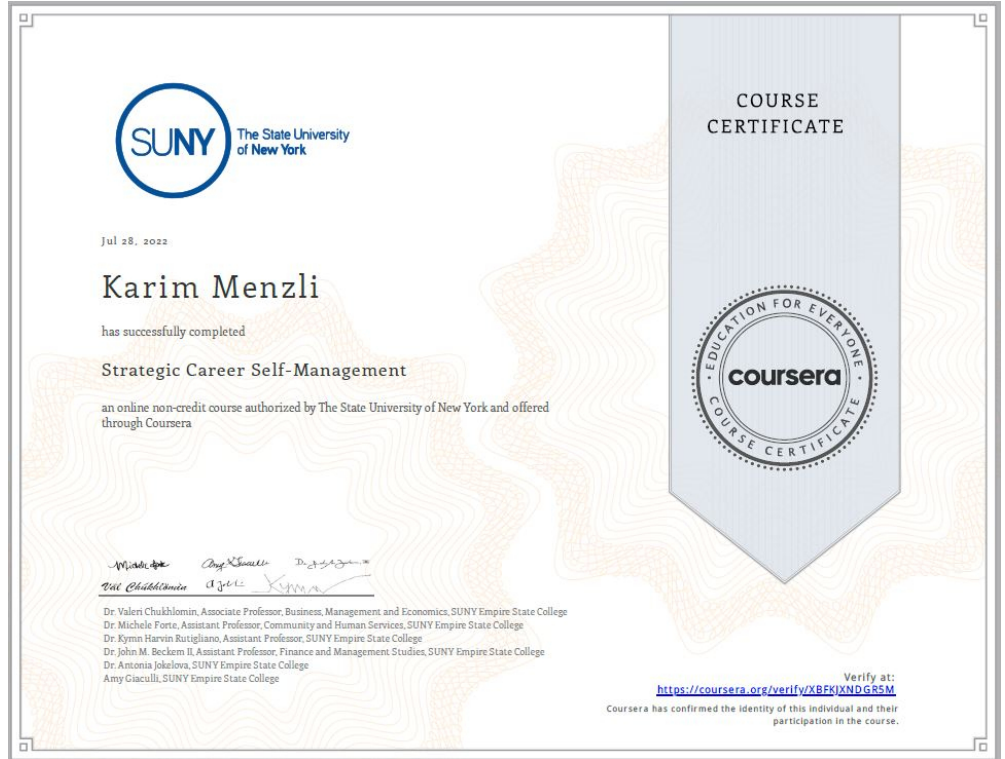 SUNY
The State University
of New York
COURSE
CERTIFICATE
Jul 28, 2022
Karim Menzli
has successfully completed
Strategic Career Self-Management
an online non-credit course authorized by The State University of New York and offered
through Coursera
EDUCATION FOR EVERYONE
coursera
COURSE CERTIFICATE
Val Chukhlomin
Dr. Valeri Chukhlomin, Associate Professor, Business, Management and Economics, SUNY Empire State College
Dr. Michele Forte, Assistant Professor, Community and Human Services, SUNY Empire State College
Dr. Kymn Harvin Rutigliano, Assistant Professor, SUNY Empire State College
Dr. John M. Beckem II, Assistant Professor, Finance and Management Studies, SUNY Empire State College
Dr. Antonia Jokelova, SUNY Empire State College
Amy Giaculli, SUNY Empire State College
Verify at:
https://coursera.org/verify/XBFKJXNDGR5M
Coursera has confirmed the identity of this individual and their
participation in the course.